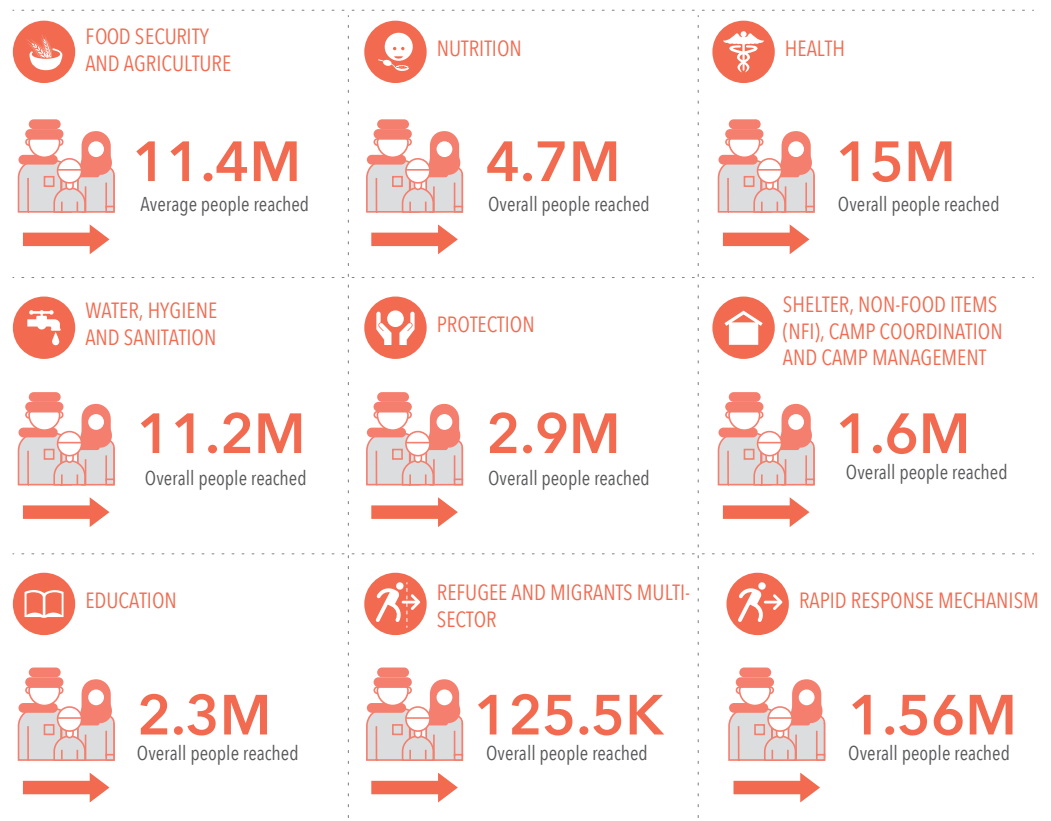 FOOD SECURITY
AND AGRICULTURE
11.4M
Average people reached
NUTRITION
4.7M
Overall people reached
HEALTH
15M
Overall people reached
WATER, HYGIENE
AND SANITATION
11.2M
Overall people reached
PROTECTION
2.9M
Overall people reached
SHELTER, NON-FOOD ITEMS
(NFI), CAMP COORDINATION
AND CAMP MANAGEMENT
1.6M
Overall people reached
EDUCATION
2.3M
Overall people reached
REFUGEE AND MIGRANTS MULTI-
SECTOR
125.5K
Overall people reached
RAPID RESPONSE MECHANISM
1.56M
Overall people reached